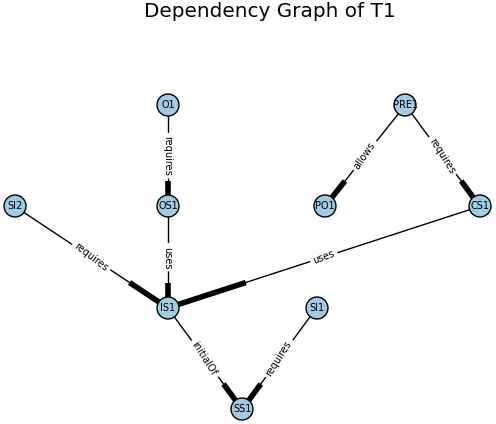 Dependency Graph of T1
O1
PRE1
requires
allows
requires
SI2
OS1
PO1
CS1
requires
uses
uses
IS1
SI1
initialOf
requires
SS1